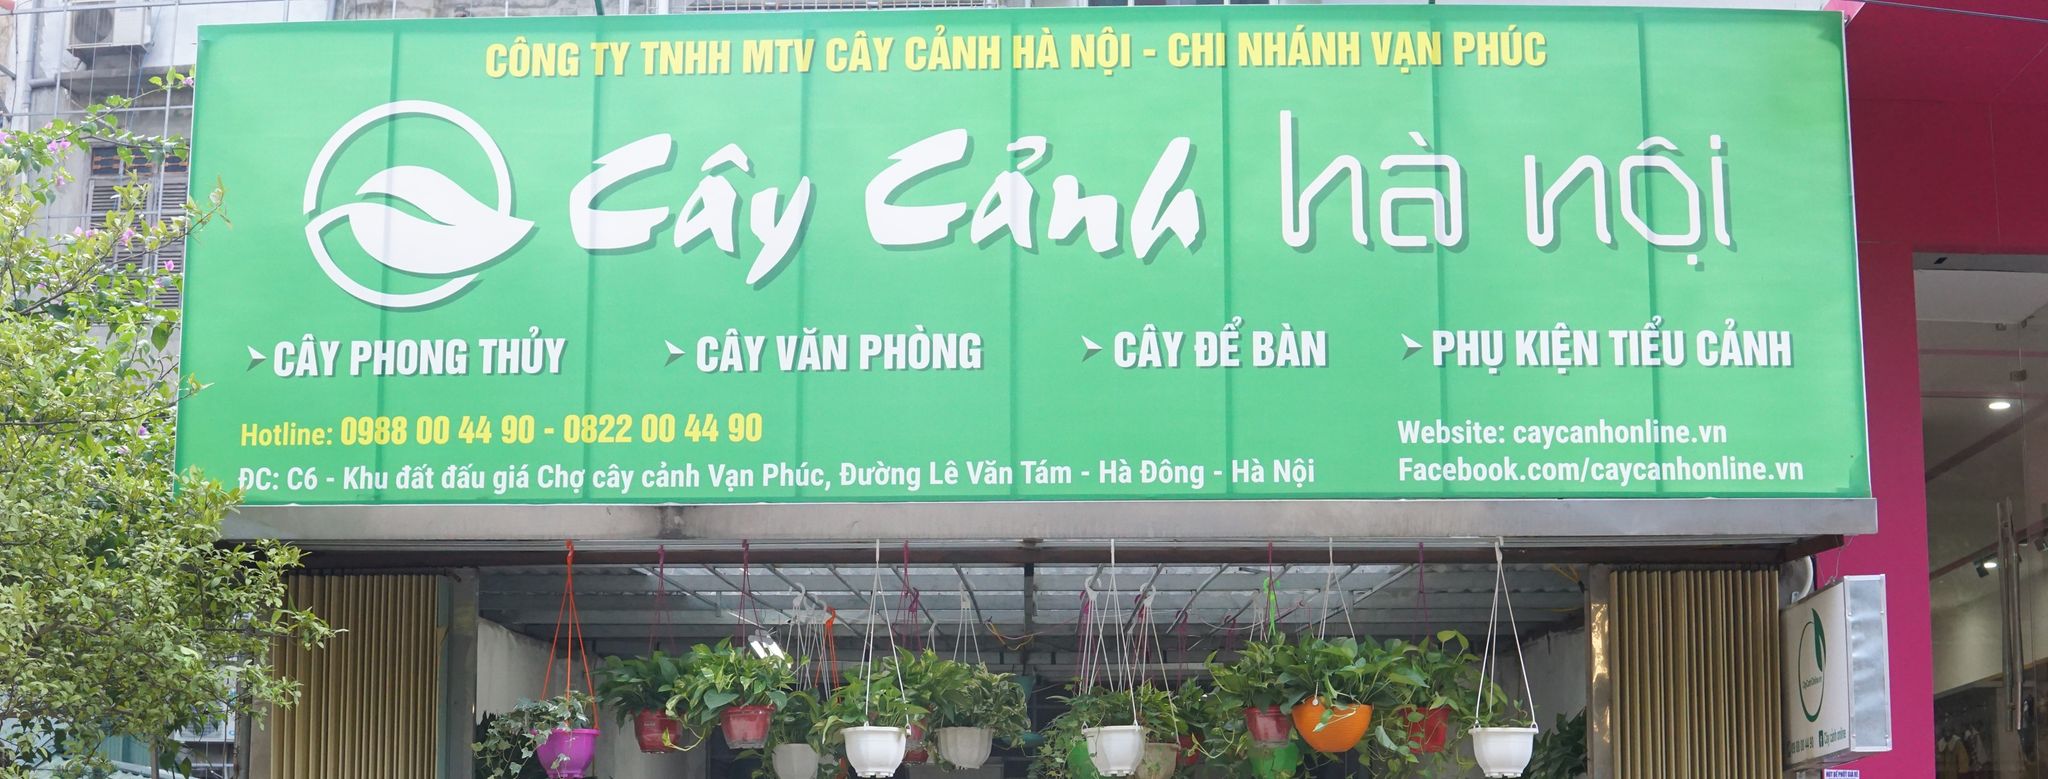 CÔNG TY TNHH MTV CÂY CẢNH HÀ NỘI - CHI NHÁNH VẠN PHÚC
Cây Cảnh hà nội
CÂY PHONG THỦY
CÂY VĂN PHÒNG
CÂY ĐỂ BÀN
PHỤ KIỆN TIỂU CẢNH
Hotline: 0988 00 44 90 - 0822 00 44 90
ĐC: C6 - Khu đất đấu giá Chợ cây cảnh Vạn Phúc, Đường Lê Văn Tám - Hà Đông - Hà Nội
Website: caycanhonline.vn
Facebook.com/caycanhonline.vn
Cây cảnh online